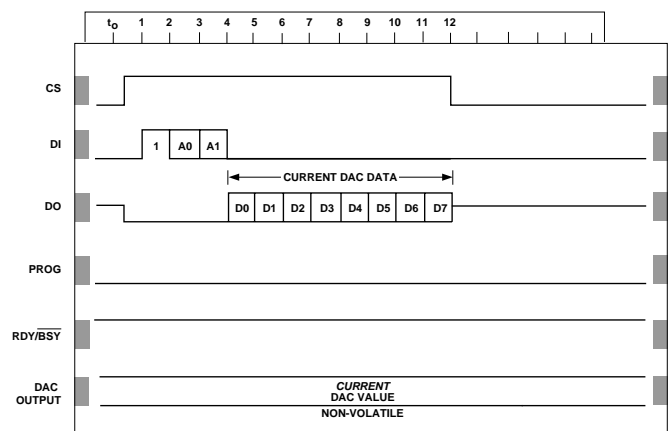 to 1 2 3 4 5 6 7 8 9 10 11 12
CS
DI 1 A0 A1
CURRENT DAC DATA
DO D0 D1 D2 D3 D4 D5 D6 D7
PROG
RDY/BSY
DAC
OUTPUT
CURRENT
DAC VALUE
NON-VOLATILE